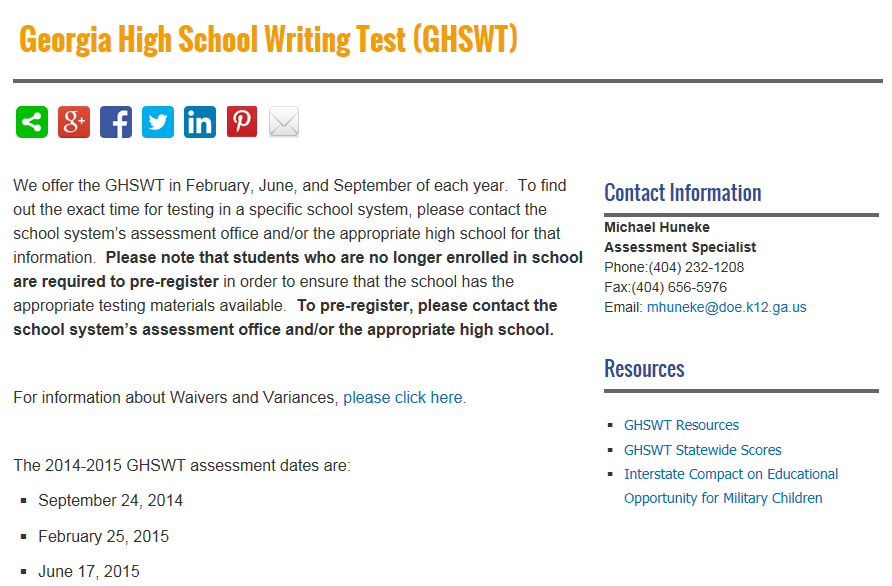 Georgia High School Writing Test (GHSWT)
We offer the GHSWT in February, June, and September of each year.  To find
out the exact time for testing in a specific school system, please contact the
school system’s assessment office and/or the appropriate high school for that
information.  Please note that students who are no longer enrolled in school
are required to pre-register in order to ensure that the school has the
appropriate testing materials available.  To pre-register, please contact the
school system’s assessment office and/or the appropriate high school.
For information about Waivers and Variances, please click here.
The 2014-2015 GHSWT assessment dates are:
September 24, 2014
February 25, 2015
June 17, 2015
Contact Information
Michael Huneke
Assessment Specialist
Phone:(404) 232-1208
Fax:(404) 656-5976
Email: mhuneke@doe.k12.ga.us
Resources
GHSWT Resources
GHSWT Statewide Scores
Interstate Compact on Educational
Opportunity for Military Children